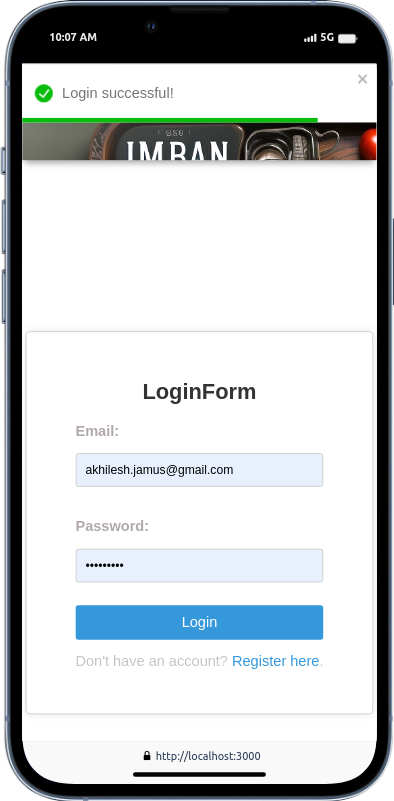 10:07 AM
5G
Login successful!
×
IMBAN
LoginForm
Email:
akhilesh.jamus@gmail.com
Password:
•••••••••
Login
Don't have an account? Register here.
http://localhost:3000